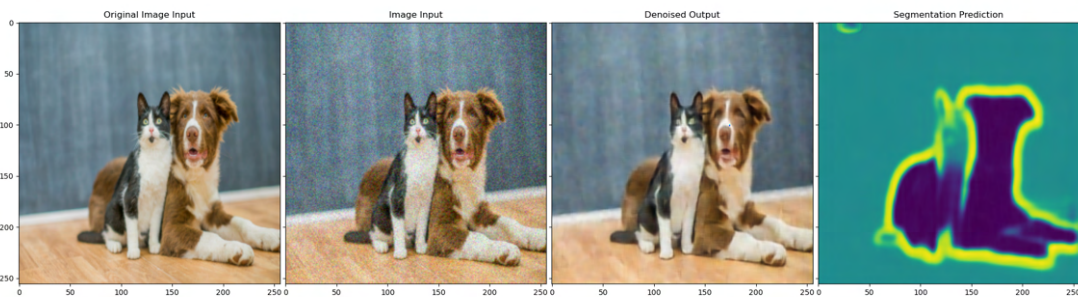 Original Image Input
Image Input
Denoised Output
Segmentation Prediction
0
50
100
150
200
250
0 50 100 150 200 250
0 50 100 150 200 250
0 50 100 150 200 250
50 100 150 200 250